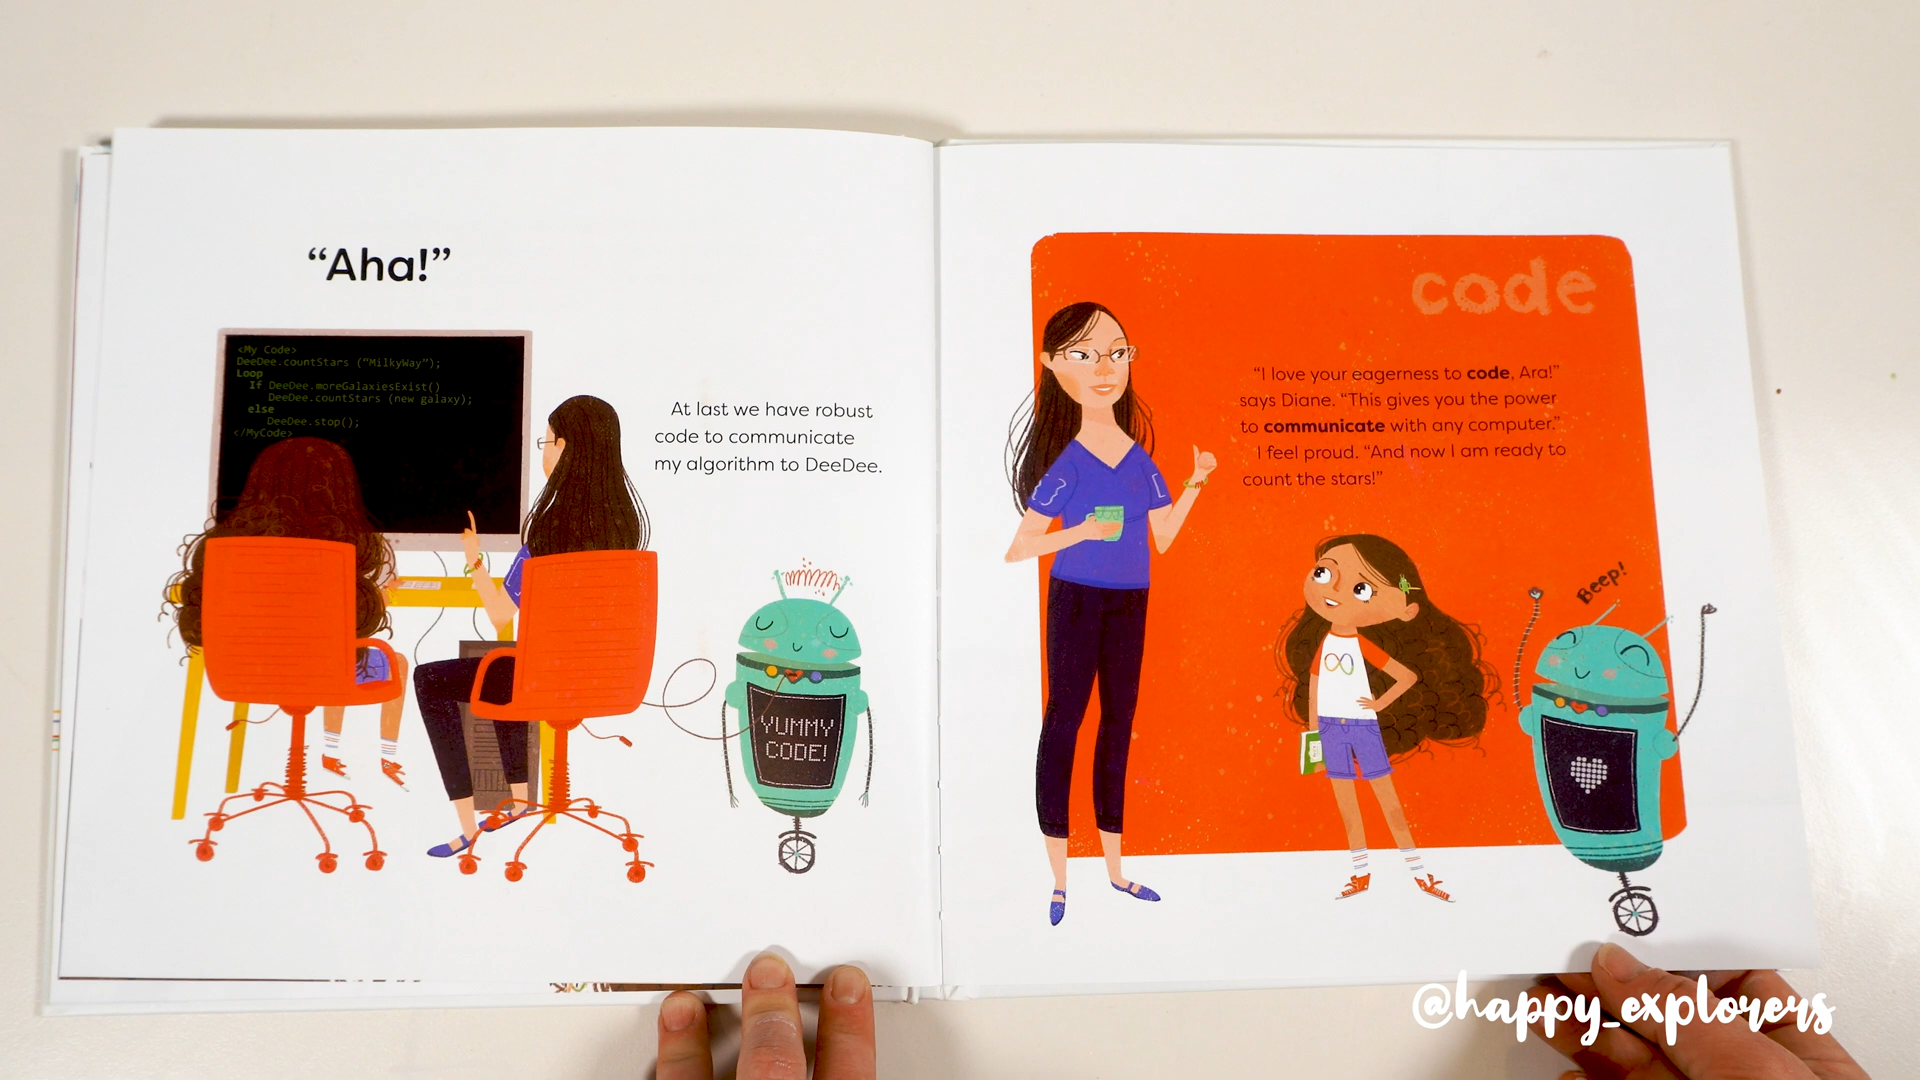 “Aha!”
<My Code>
DeeDee.countStars (“MilkyWay”);
Loop
If DeeDee.moreGalaxiesExist()
DeeDee.countStars (new galaxy);
else
DeeDee.stop();
</MyCode>
At last we have robust
code to communicate
my algorithm to DeeDee.
YUMMY
CODE!
code
“I love your eagerness to code, Ara!”
says Diane. “This gives you the power
to communicate with any computer.”
I feel proud. “And now I am ready to
count the stars!”
Beep!
@happy_explorers